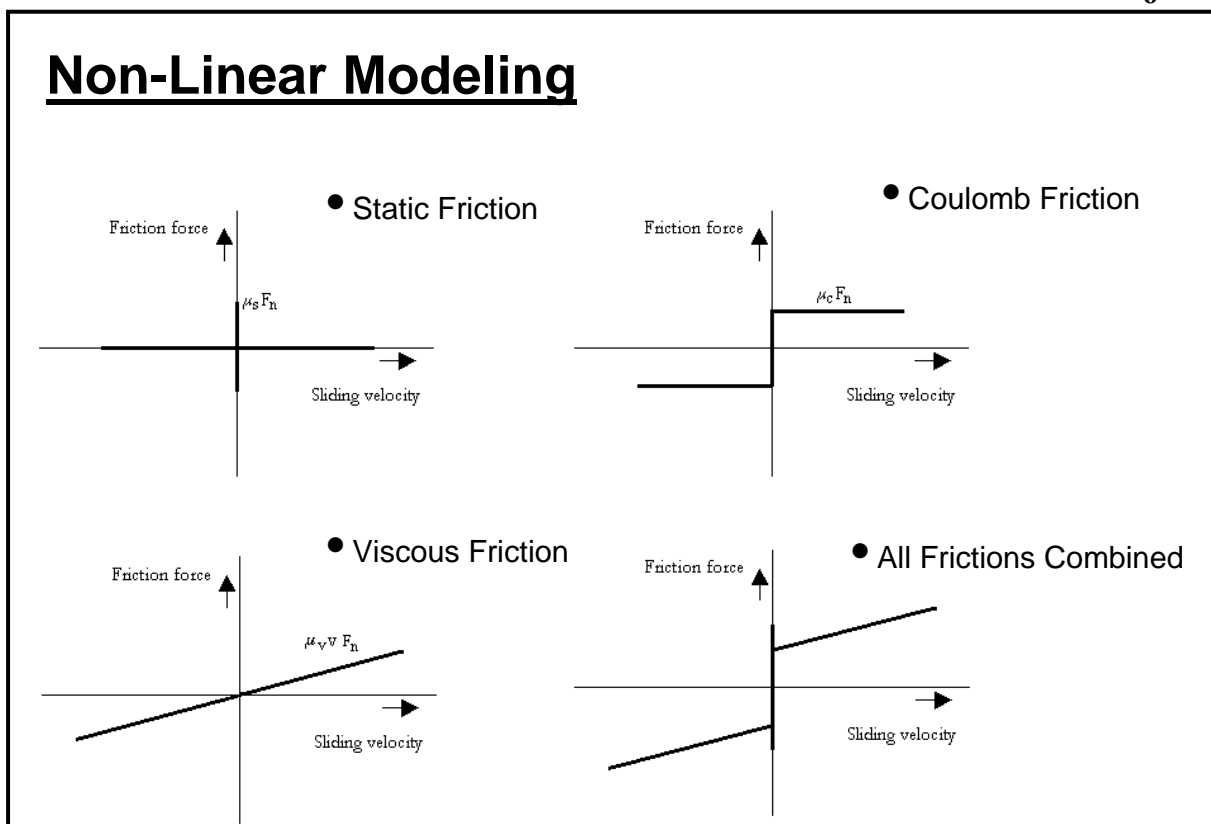 Non-Linear Modeling
• Static Friction
Friction force
μsFn
Sliding velocity
• Coulomb Friction
Friction force
μcFn
Sliding velocity
• Viscous Friction
Friction force
μvv Fn
Sliding velocity
• All Frictions Combined
Friction force
Sliding velocity